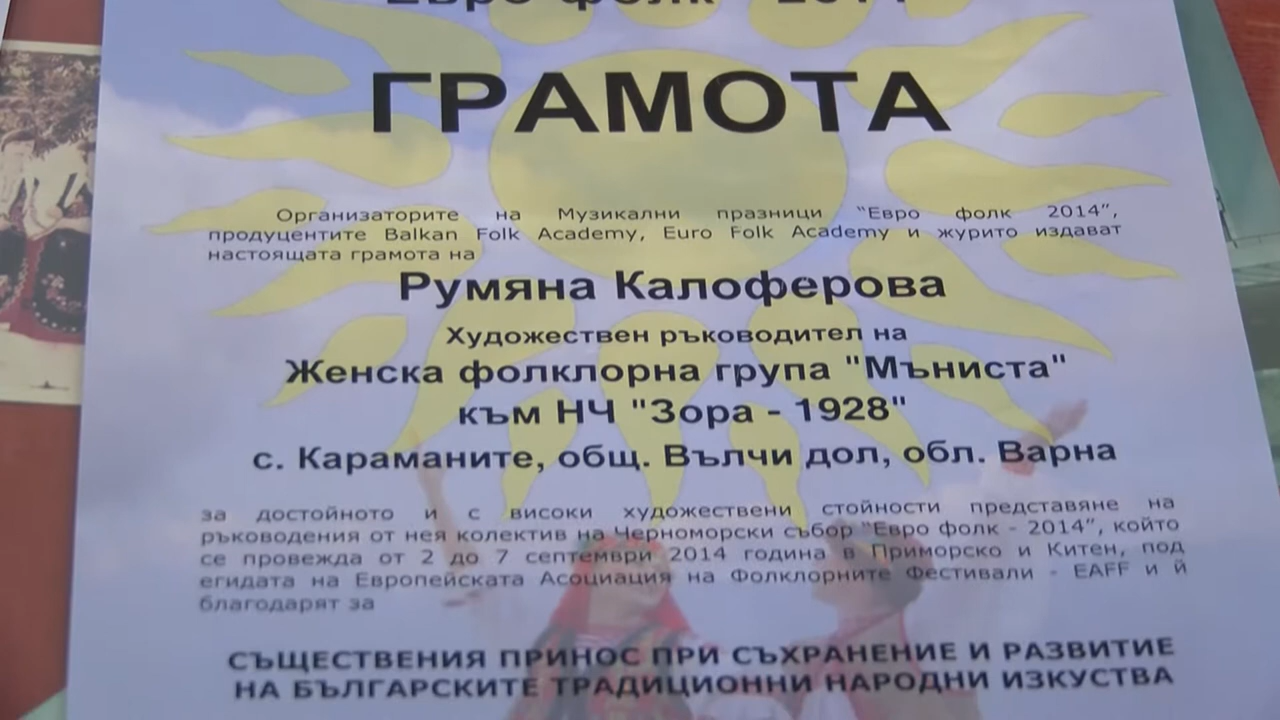 Евро фолк - 2014
ГРАМОТА
Организаторите на Музикални празници "Евро фолк 2014",
продуцентите Balkan Folk Academy, Euro Folk Academy и журито издават
настоящата грамота на
Румяна Калоферова
Художествен ръководител на
Женска фолклорна група "Мъниста"
към НЧ "Зора - 1928"
с. Караманите, общ. Вълчи дол, обл. Варна
за достойното и с високи художествени стойности представяне на
ръководения от нея колектив на Черноморски събор "Евро фолк - 2014", който
се провежда от 2 до 7 септември 2014 година в Приморско и Китен, под
егидата на Европейската Асоциация на Фолклорните Фестивали - EAFF и й
благодарят за
СЪЩЕСТВЕНИЯ ПРИНОС ПРИ СЪХРАНЕНИЕ И РАЗВИТИЕ
НА БЪЛГАРСКИТЕ ТРАДИЦИОННИ НАРОДНИ ИЗКУСТВА